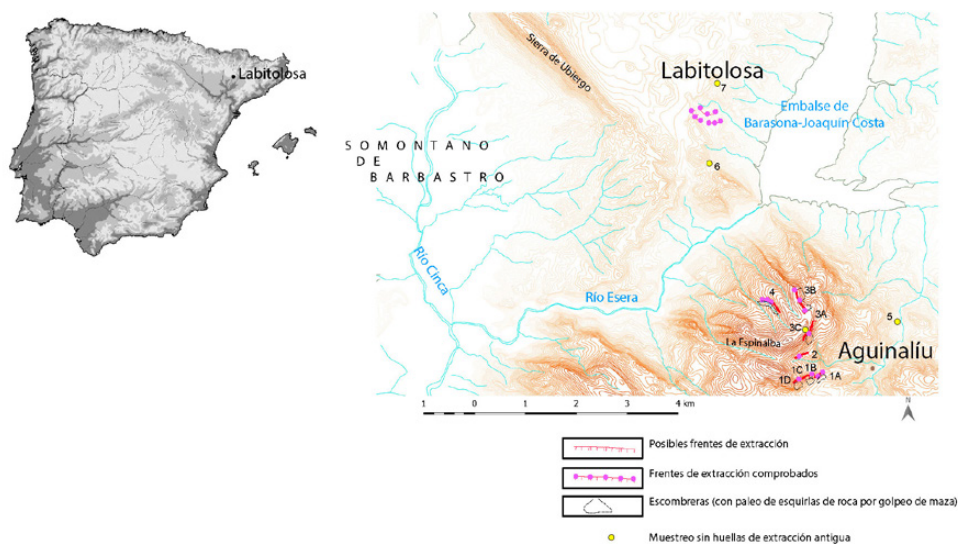 Labitolosa
Sierra de Ubiergo
Labitolosa
7
Embalse de
Barasona-Joaquín Costa
SOMONTANO
DE
BARBASTRO
6
Río Cinca
Río Esera
4
3B
3A
3C
5
La Espinalba
Aguinalíu
2
1C
1B
1A
1D
1 0 1 2 3 4 km
N
Posibles frentes de extracción
Frentes de extracción comprobados
Escombreras (con paleo de esquirlas de roca por golpeo de maza)
Muestreo sin huellas de extracción antigua